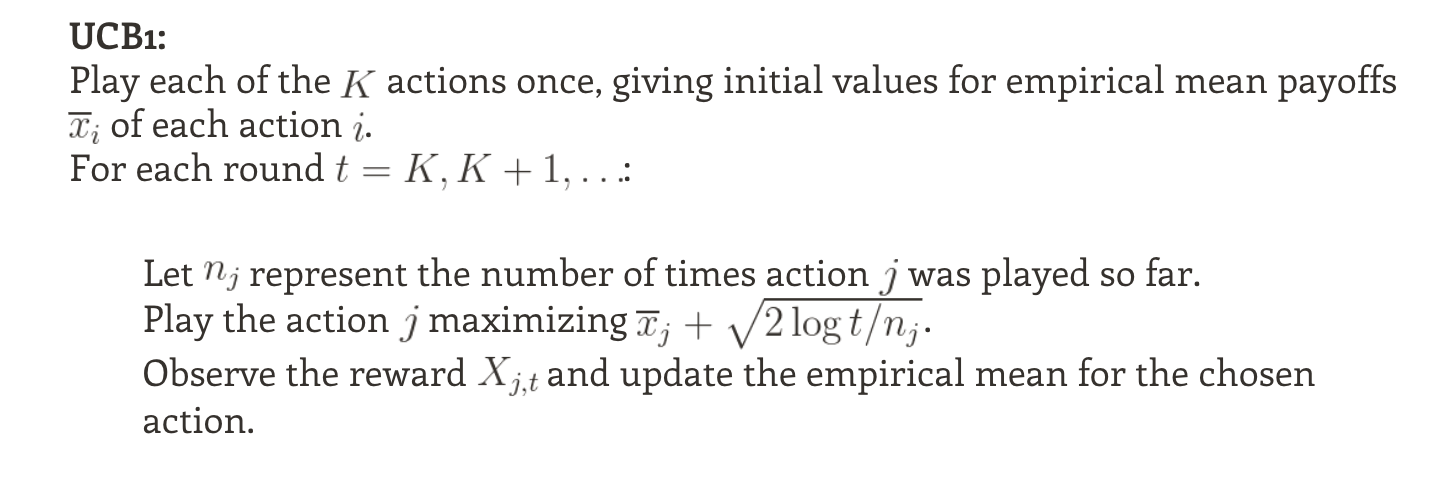 UCB1:
Play each of the K actions once, giving initial values for empirical mean payoffs
x̅ᵢ of each action i.
For each round t = K, K + 1, . . .:
Let nⱼ represent the number of times action j was played so far.
Play the action j maximizing x̅ⱼ + √(2 log t/nⱼ).
Observe the reward X_{j,t} and update the empirical mean for the chosen
action.